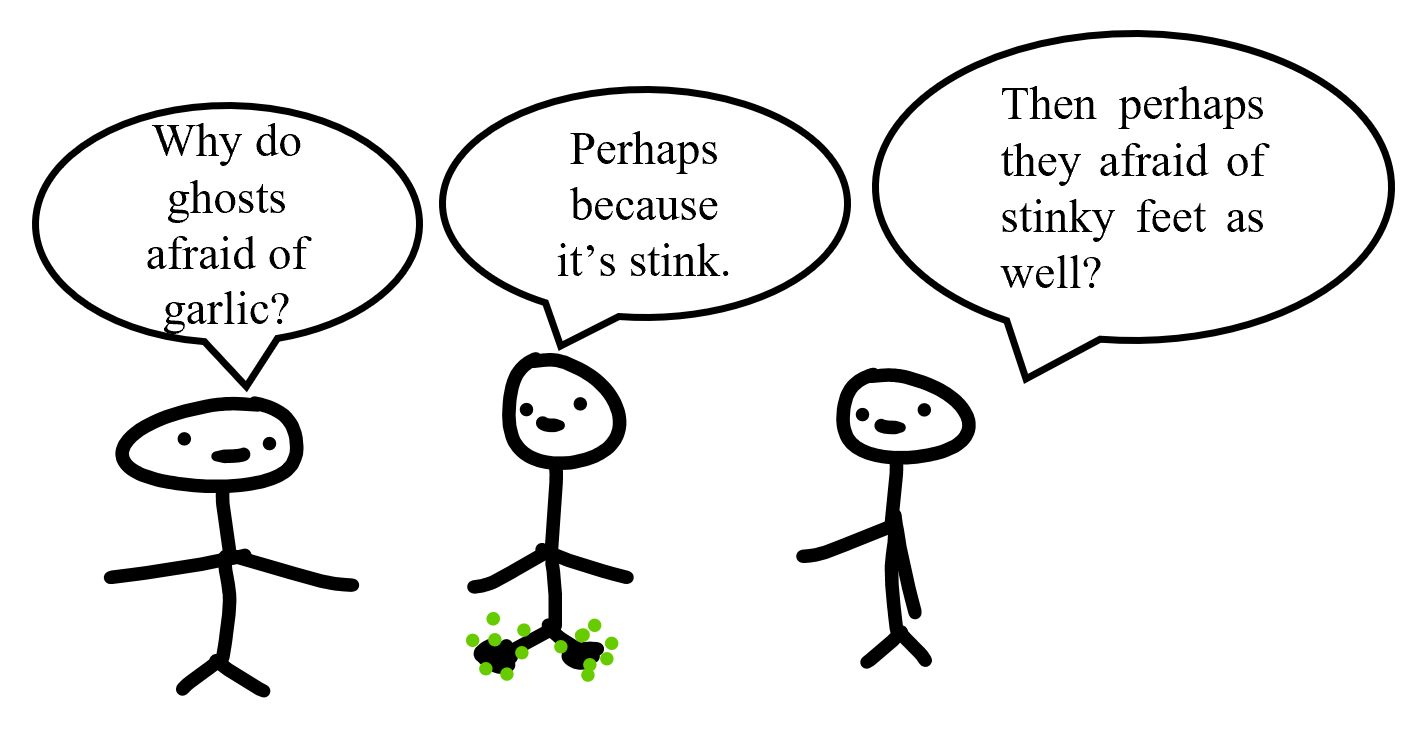 Why do
ghosts
afraid of
garlic?
Perhaps
because
it’s stink.
Then perhaps
they afraid of
stinky feet as
well?